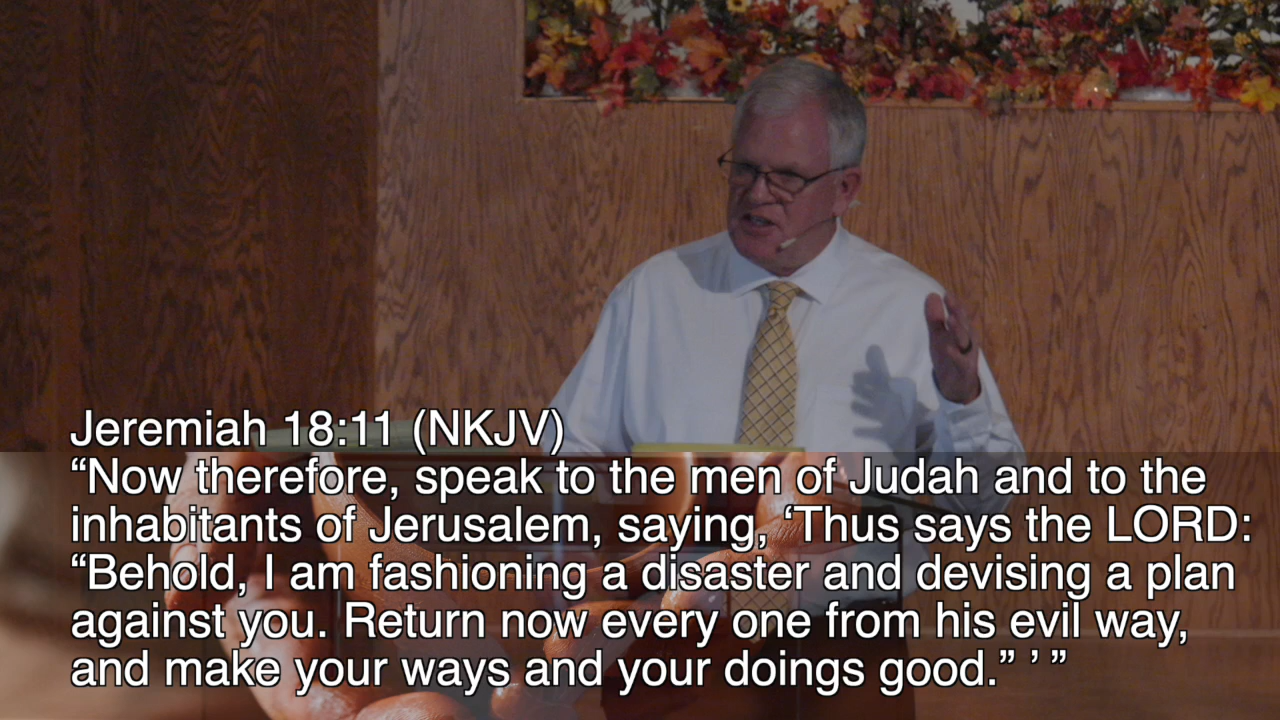 Jeremiah 18:11 (NKJV)
“Now therefore, speak to the men of Judah and to the
inhabitants of Jerusalem, saying, ‘Thus says the LORD:
“Behold, I am fashioning a disaster and devising a plan
against you. Return now every one from his evil way,
and make your ways and your doings good.” ’ ”